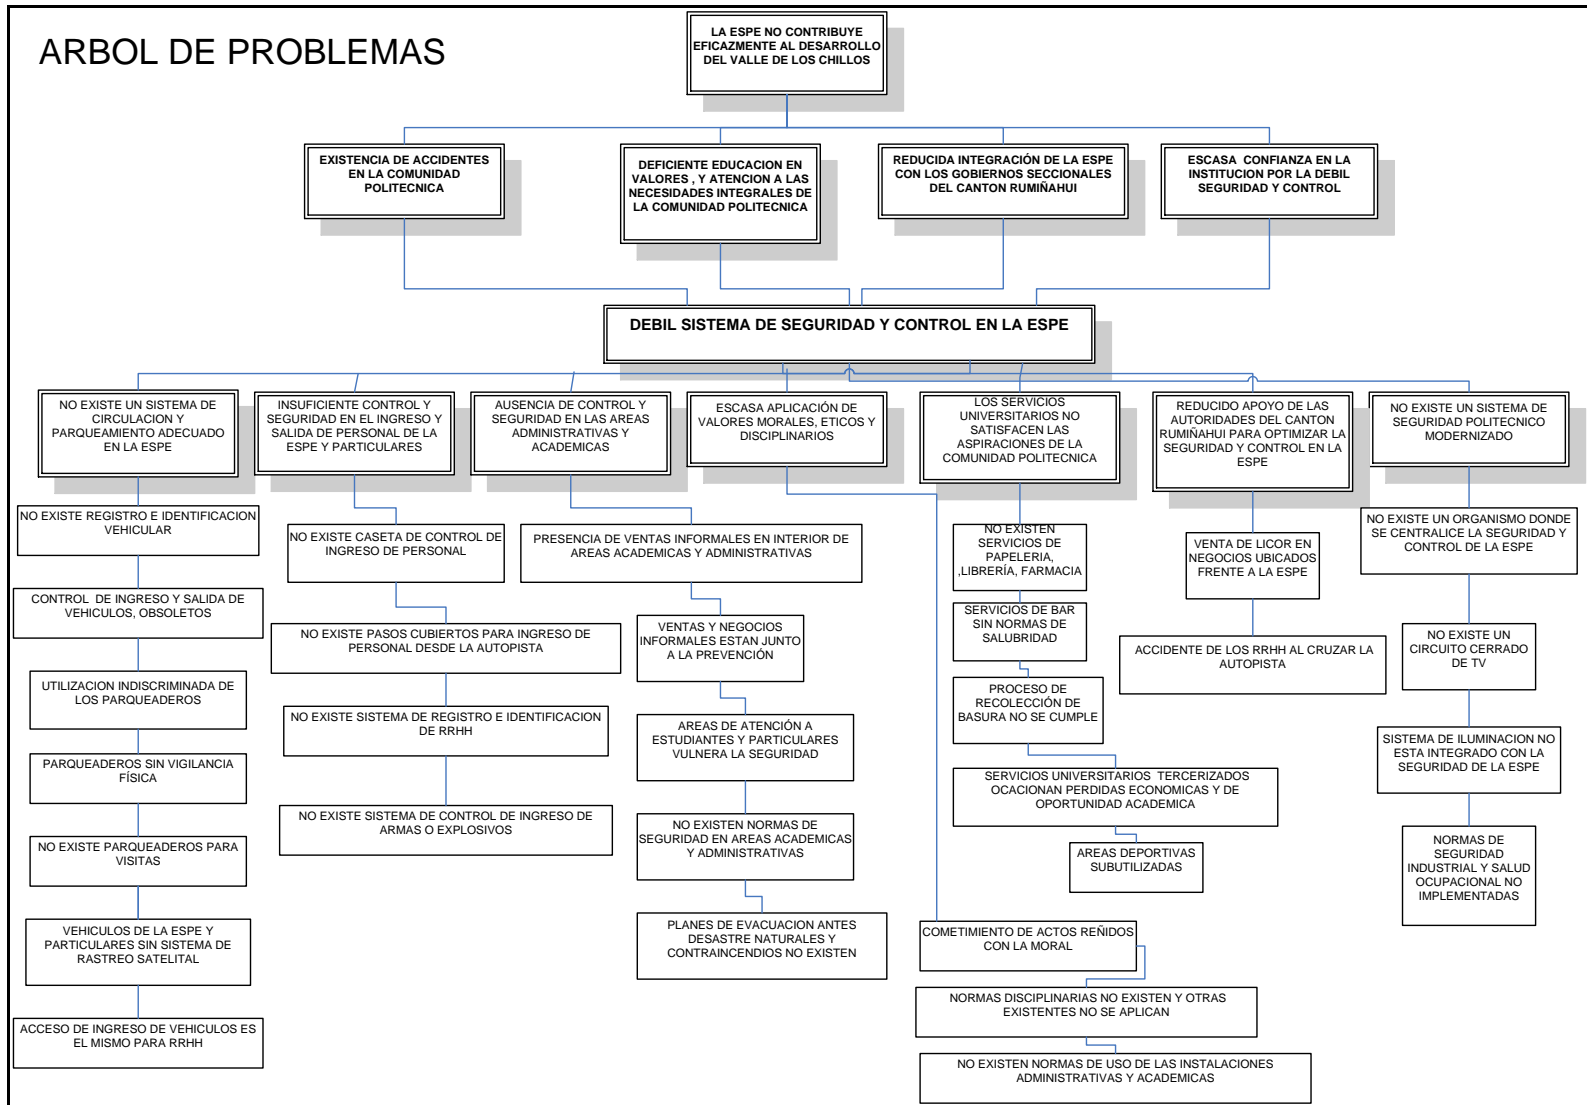 ARBOL DE PROBLEMAS
LA ESPE NO CONTRIBUYE
EFICAZMENTE AL DESARROLLO
DEL VALLE DE LOS CHILLOS
EXISTENCIA DE ACCIDENTES
EN LA COMUNIDAD
POLITECNICA
DEFICIENTE EDUCACION EN
VALORES , Y ATENCION A LAS
NECESIDADES INTEGRALES DE
LA COMUNIDAD POLITECNICA
REDUCIDA INTEGRACIÓN DE LA ESPE
CON LOS GOBIERNOS SECCIONALES
DEL CANTON RUMIÑAHUI
ESCASA  CONFIANZA EN LA
INSTITUCION POR LA DEBIL
SEGURIDAD Y CONTROL
DEBIL SISTEMA DE SEGURIDAD Y CONTROL EN LA ESPE
NO EXISTE UN SISTEMA DE
CIRCULACION Y
PARQUEAMIENTO ADECUADO
EN LA ESPE
INSUFICIENTE CONTROL Y
SEGURIDAD EN EL INGRESO Y
SALIDA DE PERSONAL DE LA
ESPE Y PARTICULARES
AUSENCIA DE CONTROL Y
SEGURIDAD EN LAS AREAS
ADMINISTRATIVAS Y
ACADEMICAS
ESCASA APLICACIÓN DE
VALORES MORALES, ETICOS Y
DISCIPLINARIOS
LOS SERVICIOS
UNIVERSITARIOS NO
SATISFACEN LAS
ASPIRACIONES DE LA
COMUNIDAD POLITECNICA
REDUCIDO APOYO DE LAS
AUTORIDADES DEL CANTON
RUMIÑAHUI PARA OPTIMIZAR LA
SEGURIDAD Y CONTROL EN LA
ESPE
NO EXISTE UN SISTEMA DE
SEGURIDAD POLITECNICO
MODERNIZADO
NO EXISTE REGISTRO E IDENTIFICACION
VEHICULAR
CONTROL  DE INGRESO Y SALIDA DE
VEHICULOS, OBSOLETOS
UTILIZACION INDISCRIMINADA DE
LOS PARQUEADEROS
PARQUEADEROS SIN VIGILANCIA
FÍSICA
NO EXISTE PARQUEADEROS PARA
VISITAS
VEHICULOS DE LA ESPE Y
PARTICULARES SIN SISTEMA DE
RASTREO SATELITAL
ACCESO DE INGRESO DE VEHICULOS ES
EL MISMO PARA RRHH
NO EXISTE CASETA DE CONTROL DE
INGRESO DE PERSONAL
NO EXISTE PASOS CUBIERTOS PARA INGRESO DE
PERSONAL DESDE LA AUTOPISTA
NO EXISTE SISTEMA DE REGISTRO E IDENTIFICACION
DE RRHH
NO EXISTE SISTEMA DE CONTROL DE INGRESO DE
ARMAS O EXPLOSIVOS
PRESENCIA DE VENTAS INFORMALES EN INTERIOR DE
AREAS ACADEMICAS Y ADMINISTRATIVAS
VENTAS Y NEGOCIOS
INFORMALES ESTAN JUNTO
A LA PREVENCIÓN
AREAS DE ATENCIÓN A
ESTUDIANTES Y PARTICULARES
VULNERA LA SEGURIDAD
NO EXISTEN NORMAS DE
SEGURIDAD EN AREAS ACADEMICAS
Y ADMINISTRATIVAS
PLANES DE EVACUACION ANTES
DESASTRE NATURALES Y
CONTRAINCENDIOS NO EXISTEN
NO EXISTEN
SERVICIOS DE
PAPELERIA,
,LIBRERÍA, FARMACIA
SERVICIOS DE BAR
SIN NORMAS DE
SALUBRIDAD
PROCESO DE
RECOLECCIÓN DE
BASURA NO SE CUMPLE
SERVICIOS UNIVERSITARIOS  TERCERIZADOS
OCACIONAN PERDIDAS ECONOMICAS Y DE
OPORTUNIDAD ACADEMICA
AREAS DEPORTIVAS
SUBUTILIZADAS
COMETIMIENTO DE ACTOS REÑIDOS
CON LA MORAL
NORMAS DISCIPLINARIAS NO EXISTEN Y OTRAS
EXISTENTES NO SE APLICAN
NO EXISTEN NORMAS DE USO DE LAS INSTALACIONES
ADMINISTRATIVAS Y ACADEMICAS
VENTA DE LICOR EN
NEGOCIOS UBICADOS
FRENTE A LA ESPE
ACCIDENTE DE LOS RRHH AL CRUZAR LA
AUTOPISTA
NO EXISTE UN ORGANISMO DONDE
SE CENTRALICE LA SEGURIDAD Y
CONTROL DE LA ESPE
NO EXISTE UN
CIRCUITO CERRADO
DE TV
SISTEMA DE ILUMINACION NO
ESTA INTEGRADO CON LA
SEGURIDAD DE LA ESPE
NORMAS DE
SEGURIDAD
INDUSTRIAL Y SALUD
OCUPACIONAL NO
IMPLEMENTADAS